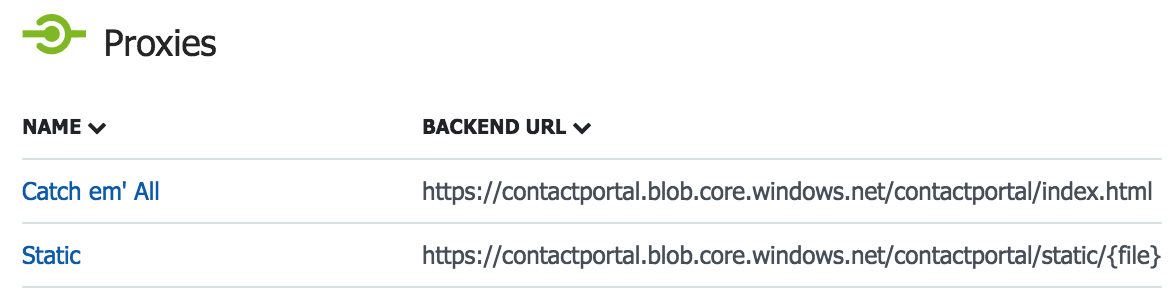 Proxies
NAME BACKEND URL
Catch em' All https://contactportal.blob.core.windows.net/contactportal/index.html
Static https://contactportal.blob.core.windows.net/contactportal/static/{file}